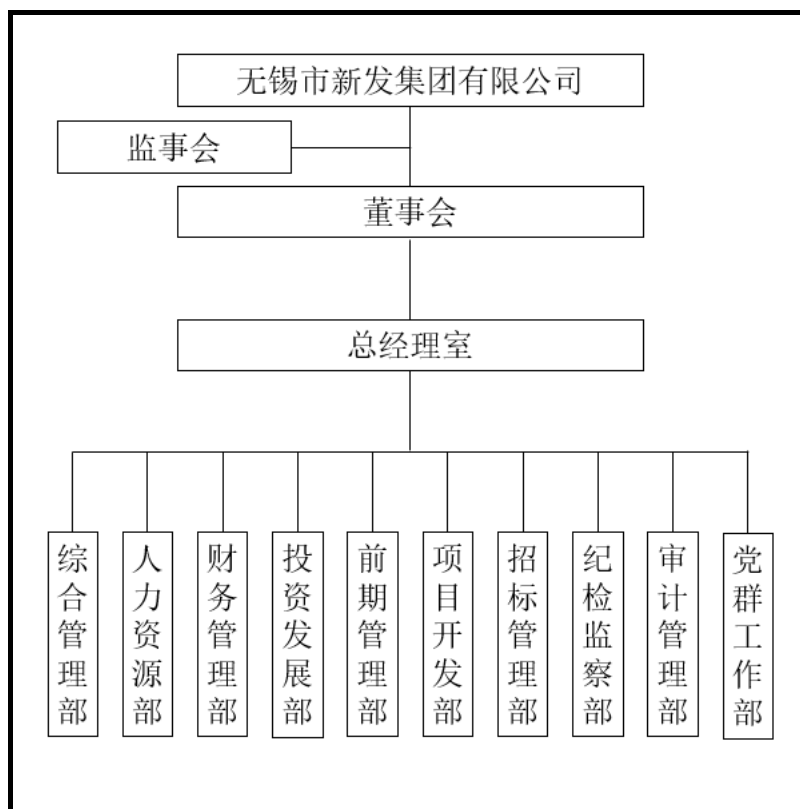 无锡市新发集团有限公司
监事会
董事会
总经理室
综合管理部
人力资源部
财务管理部
投资发展部
前期管理部
项目开发部
招标管理部
纪检监察部
审计管理部
党群工作部